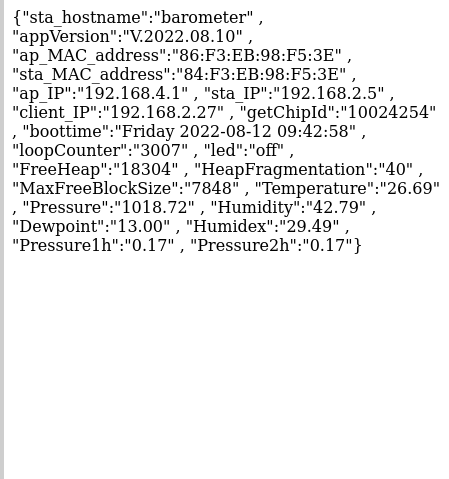 {"sta_hostname":"barometer" ,
"appVersion":"V.2022.08.10" ,
"ap_MAC_address":"86:F3:EB:98:F5:3E" ,
"sta_MAC_address":"84:F3:EB:98:F5:3E" ,
"ap_IP":"192.168.4.1" , "sta_IP":"192.168.2.5" ,
"client_IP":"192.168.2.27" , "getChipId":"10024254"
, "boottime":"Friday 2022-08-12 09:42:58" ,
"loopCounter":"3007" , "led":"off" ,
"FreeHeap":"18304" , "HeapFragmentation":"40" ,
"MaxFreeBlockSize":"7848" , "Temperature":"26.69"
, "Pressure":"1018.72" , "Humidity":"42.79" ,
"Dewpoint":"13.00" , "Humidex":"29.49" ,
"Pressure1h":"0.17" , "Pressure2h":"0.17"}